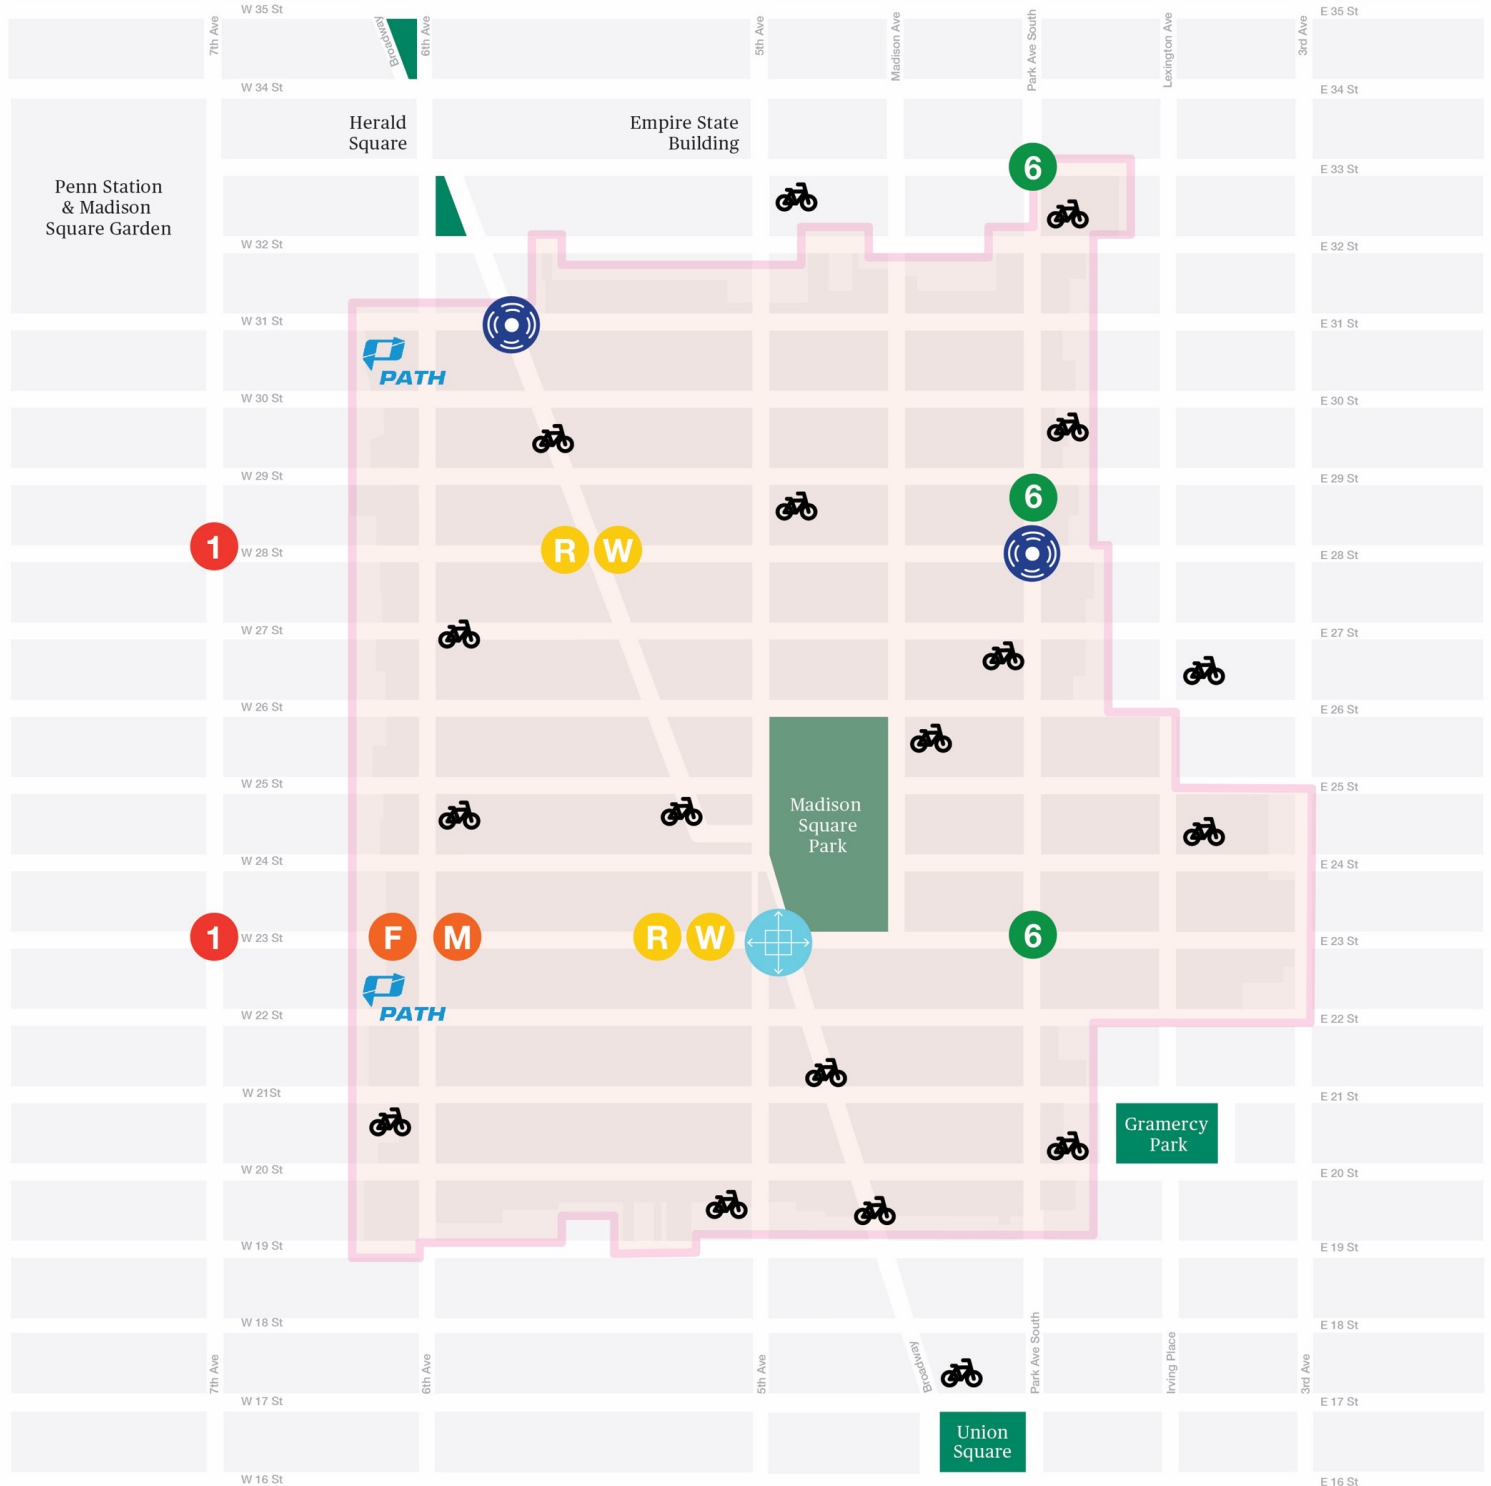 W 35 St
E 35 St
7th Ave
Broadway
6th Ave
5th Ave
Madison Ave
Park Ave South
Lexington Ave
3rd Ave
W 34 St
E 34 St
Herald
Square
Empire State
Building
Penn Station
& Madison
Square Garden
6
E 33 St
W 32 St
E 32 St
W 31 St
E 31 St
PATH
W 30 St
E 30 St
W 29 St
E 29 St
6
1
W 28 St
R
W
E 28 St
W 27 St
E 27 St
W 26 St
E 26 St
W 25 St
E 25 St
Madison
Square
Park
W 24 St
E 24 St
1
W 23 St
F
M
R
W
6
E 23 St
PATH
W 22 St
E 22 St
W 21St
E 21 St
Gramercy
Park
W 20 St
E 20 St
W 19 St
E 19 St
W 18 St
E 18 St
7th Ave
6th Ave
5th Ave
Broadway
Park Ave South
Irving Place
3rd Ave
W 17 St
E 17 St
Union
Square
W 16 St
E 16 St